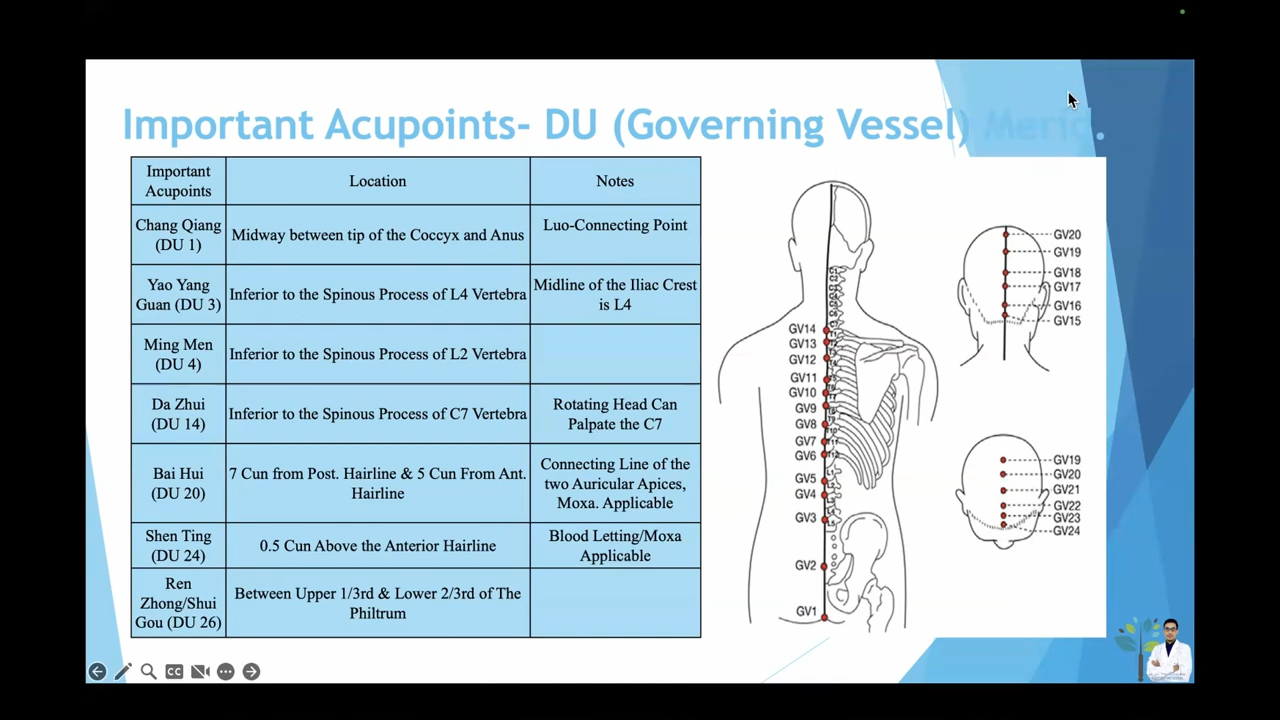 Important Acupoints- DU (Governing Vessel) Merid.
Important
Acupoints
Location
Notes
Chang Qiang
(DU 1)
Midway between tip of the Coccyx and Anus
Luo-Connecting Point
Yao Yang
Guan (DU 3)
Inferior to the Spinous Process of L4 Vertebra
Midline of the Iliac Crest
is L4
Ming Men
(DU 4)
Inferior to the Spinous Process of L2 Vertebra
Da Zhui
(DU 14)
Inferior to the Spinous Process of C7 Vertebra
Rotating Head Can
Palpate the C7
Bai Hui
(DU 20)
7 Cun from Post. Hairline & 5 Cun From Ant.
Hairline
Connecting Line of the
two Auricular Apices,
Moxa. Applicable
Shen Ting
(DU 24)
0.5 Cun Above the Anterior Hairline
Blood Letting/Moxa
Applicable
Ren
Zhong/Shui
Gou (DU 26)
Between Upper 1/3rd & Lower 2/3rd of The
Philtrum
GV14
GV13
GV12
GV11
GV10
GV9
GV8
GV7
GV6
GV5
GV4
GV3
GV2
GV1
C1
C2
GV20
GV19
GV18
GV17
GV16
GV15
GV19
GV20
GV21
GV22
GV23
GV24
CC